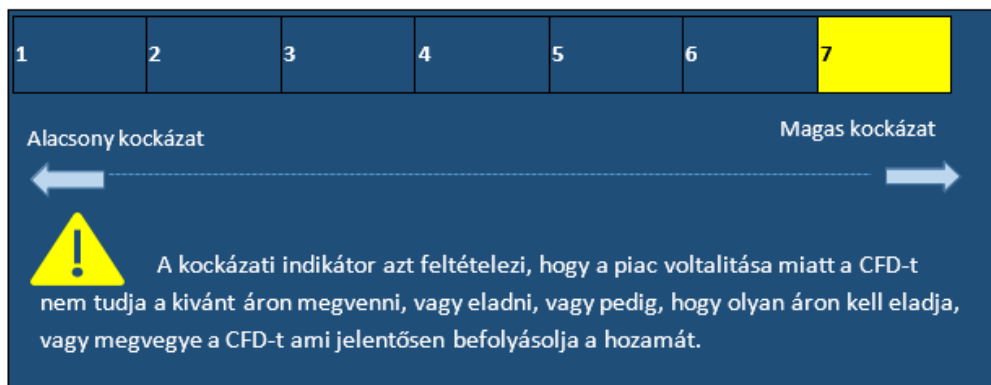 1 2 3 4 5 6 7
Alacsony kockázat Magas kockázat
A kockázati indikátor azt feltételezi, hogy a piac voltalitása miatt a CFD-t
nem tudja a kivánt áron megvenni, vagy eladni, vagy pedig, hogy olyan áron kell eladja,
vagy megvegye a CFD-t ami jelentősen befolyásolja a hozamát.